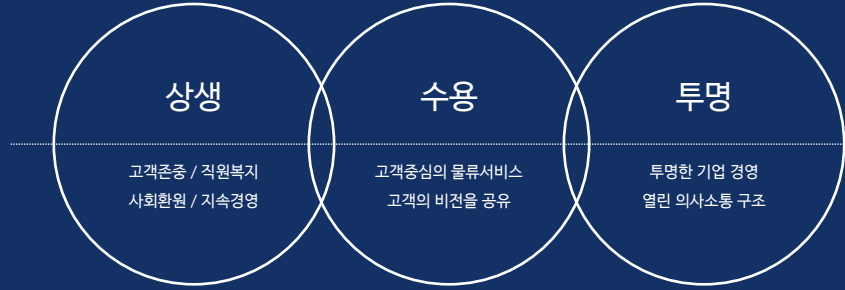 상생
고객존중 / 직원복지
사회환원 / 지속경영
수용
고객중심의 물류서비스
고객의 비전을 공유
투명
투명한 기업 경영
열린 의사소통 구조